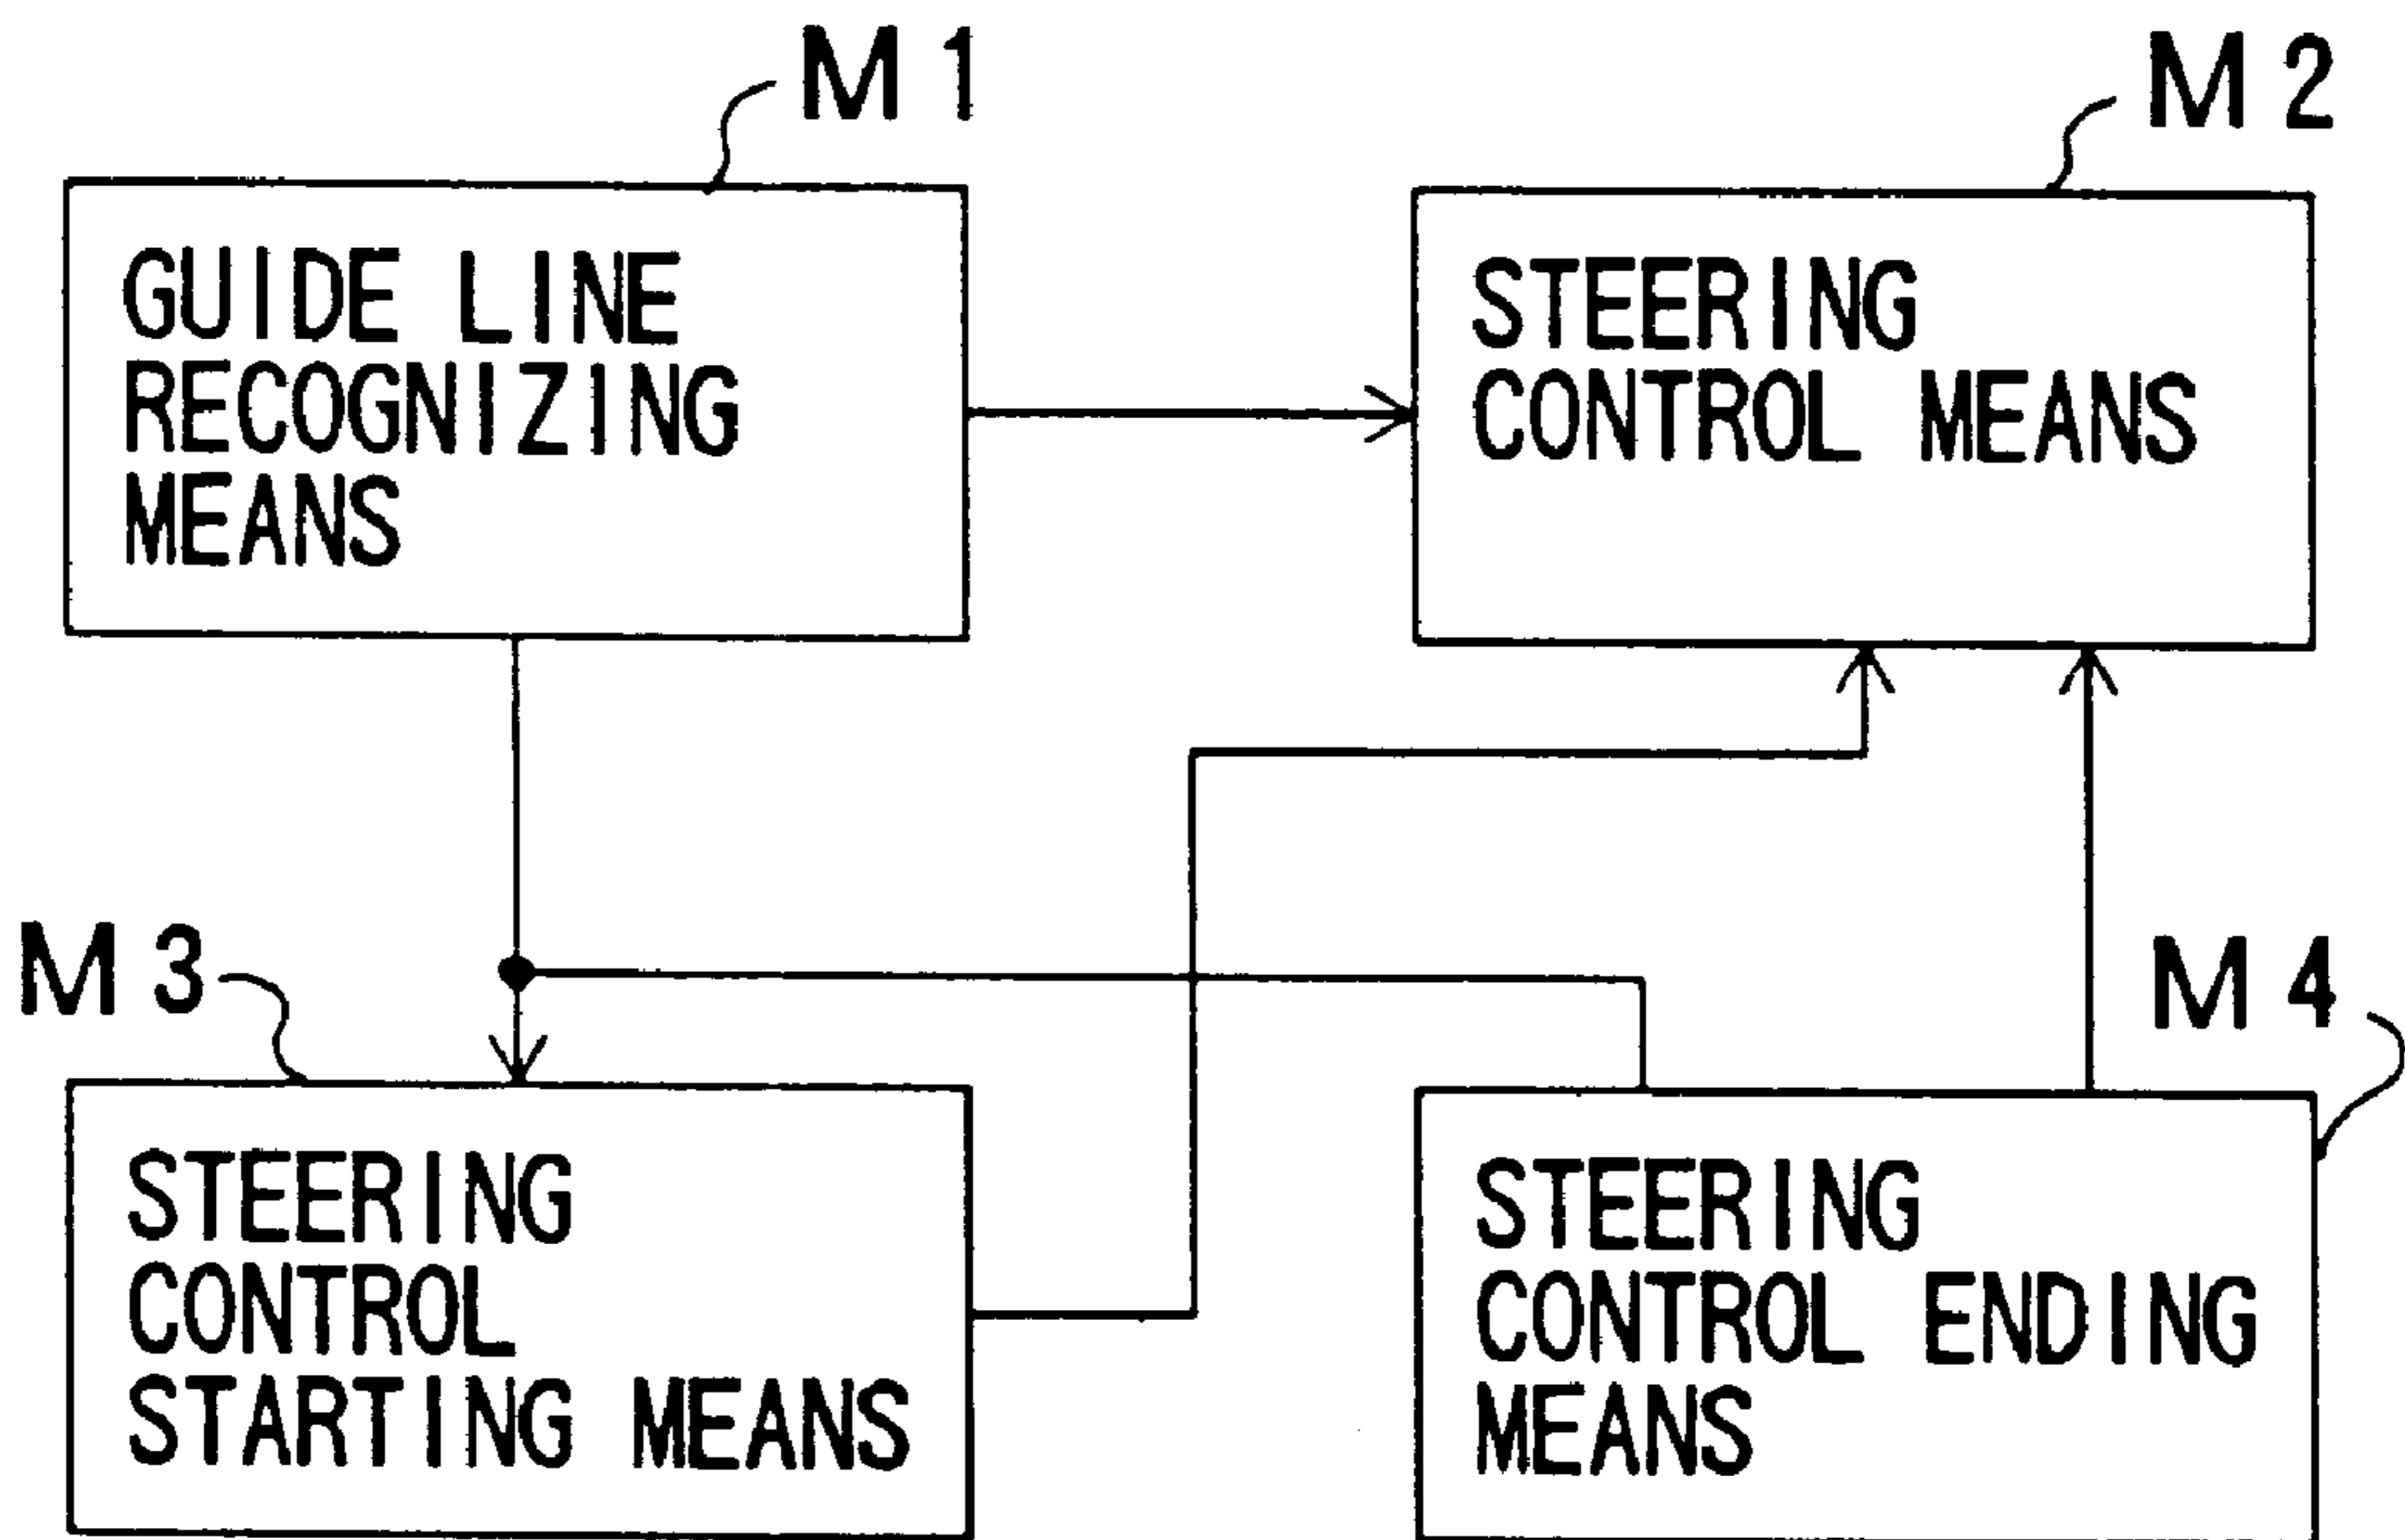 M1
GUIDE LINE
RECOGNIZING
MEANS
M2
STEERING
CONTROL MEANS
M3
STEERING
CONTROL
STARTING MEANS
M4
STEERING
CONTROL ENDING
MEANS